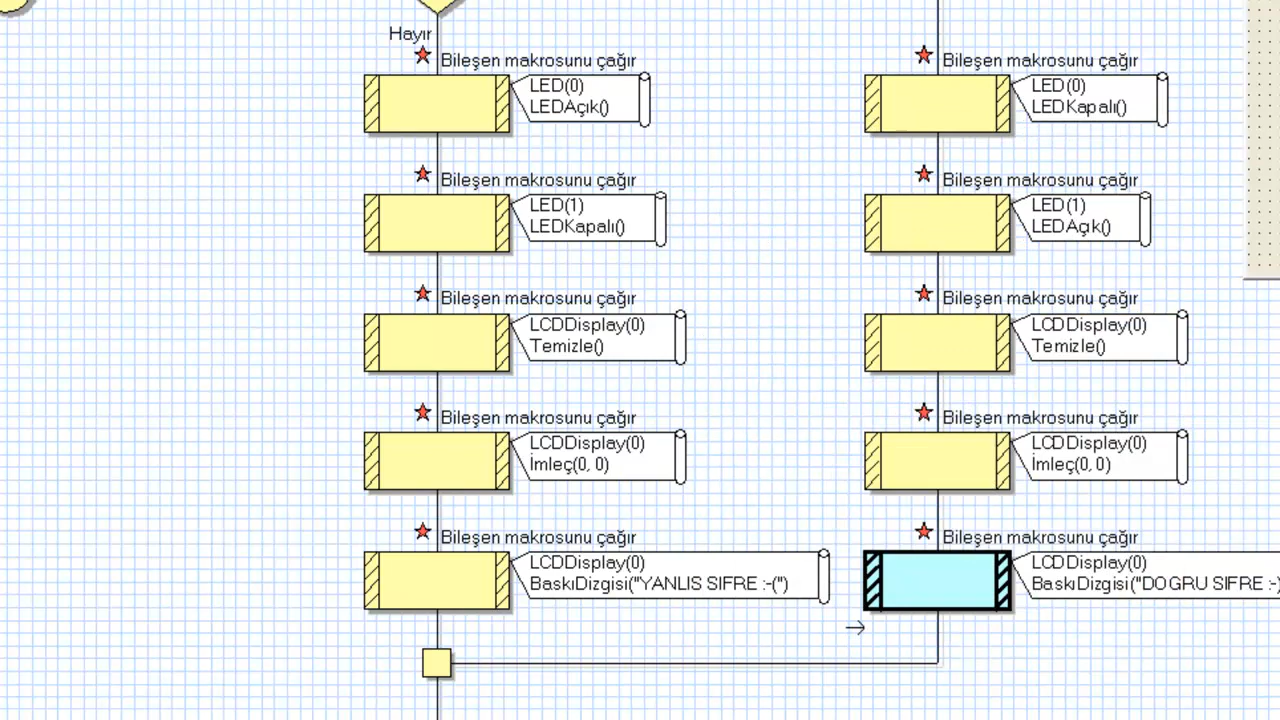 Hayır
Bileşen makrosunu çağır
LED(0)
LEDAçık()
Bileşen makrosunu çağır
LED(1)
LEDKapalı()
Bileşen makrosunu çağır
LCDDisplay(0)
Temizle()
Bileşen makrosunu çağır
LCDDisplay(0)
İmleç(0, 0)
Bileşen makrosunu çağır
LCDDisplay(0)
BaskıDizgisi("YANLIS SIFRE :-(")
Bileşen makrosunu çağır
LED(0)
LEDKapalı()
Bileşen makrosunu çağır
LED(1)
LEDAçık()
Bileşen makrosunu çağır
LCDDisplay(0)
Temizle()
Bileşen makrosunu çağır
LCDDisplay(0)
İmleç(0, 0)
Bileşen makrosunu çağır
LCDDisplay(0)
BaskıDizgisi("DOGRU SIFRE :-)